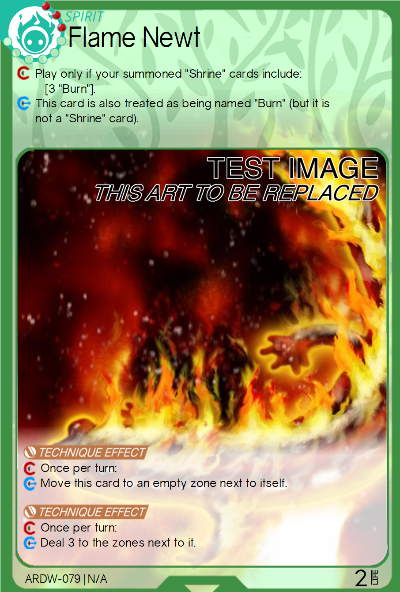 SPIRIT
Flame Newt
Play only if your summoned "Shrine" cards include:
[3 "Burn"].
This card is also treated as being named "Burn" (but it is
not a "Shrine" card).
TEST IMAGE
THIS ART TO BE REPLACED
TECHNIQUE EFFECT
Once per turn:
Move this card to an empty zone next to itself.
TECHNIQUE EFFECT
Once per turn:
Deal 3 to the zones next to it.
ARDW-079|N/A
2 LIFE